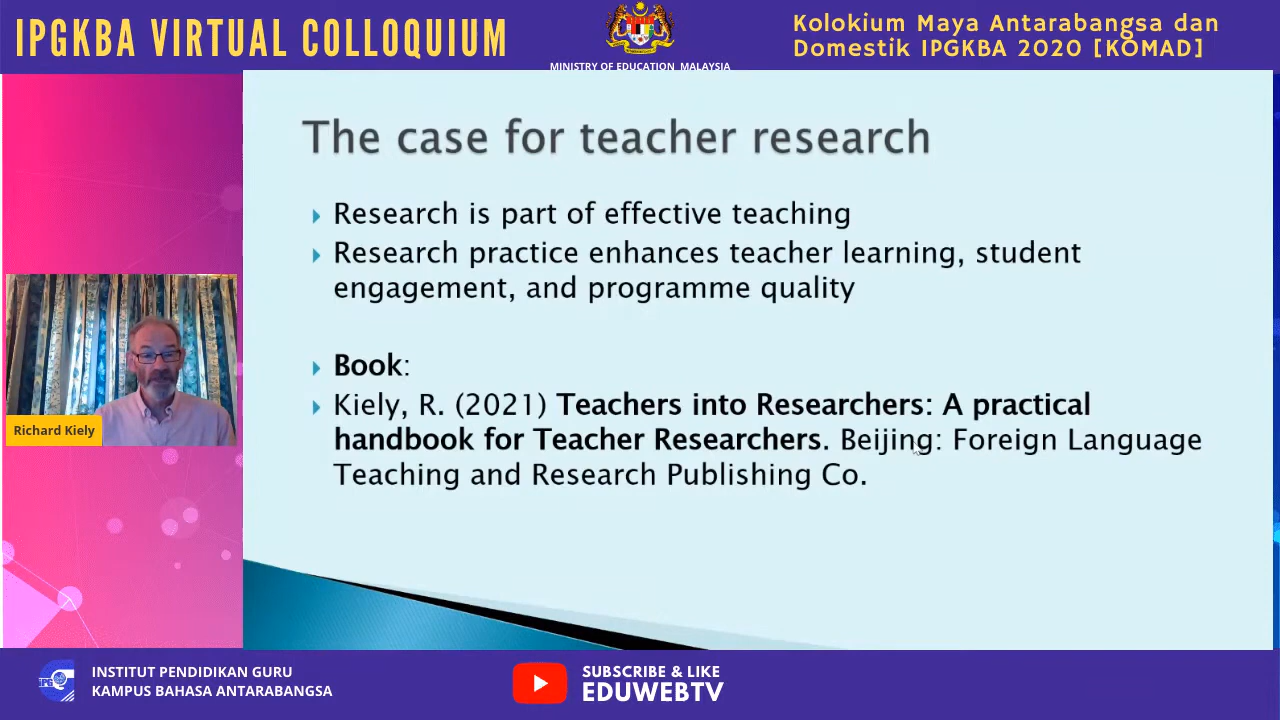 IPGKBA VIRTUAL COLLOQUIUM
MINISTRY OF EDUCATION MALAYSIA
Kolokium Maya Antarabangsa dan
Domestik IPGKBA 2020 [KOMAD]
The case for teacher research
Research is part of effective teaching
Research practice enhances teacher learning, student
engagement, and programme quality
Book:
Kiely, R. (2021) Teachers into Researchers: A practical
handbook for Teacher Researchers. Beijing: Foreign Language
Teaching and Research Publishing Co.
Richard Kiely
INSTITUT PENDIDIKAN GURU
KAMPUS BAHASA ANTARABANGSA
SUBSCRIBE & LIKE
EDUWEBTV